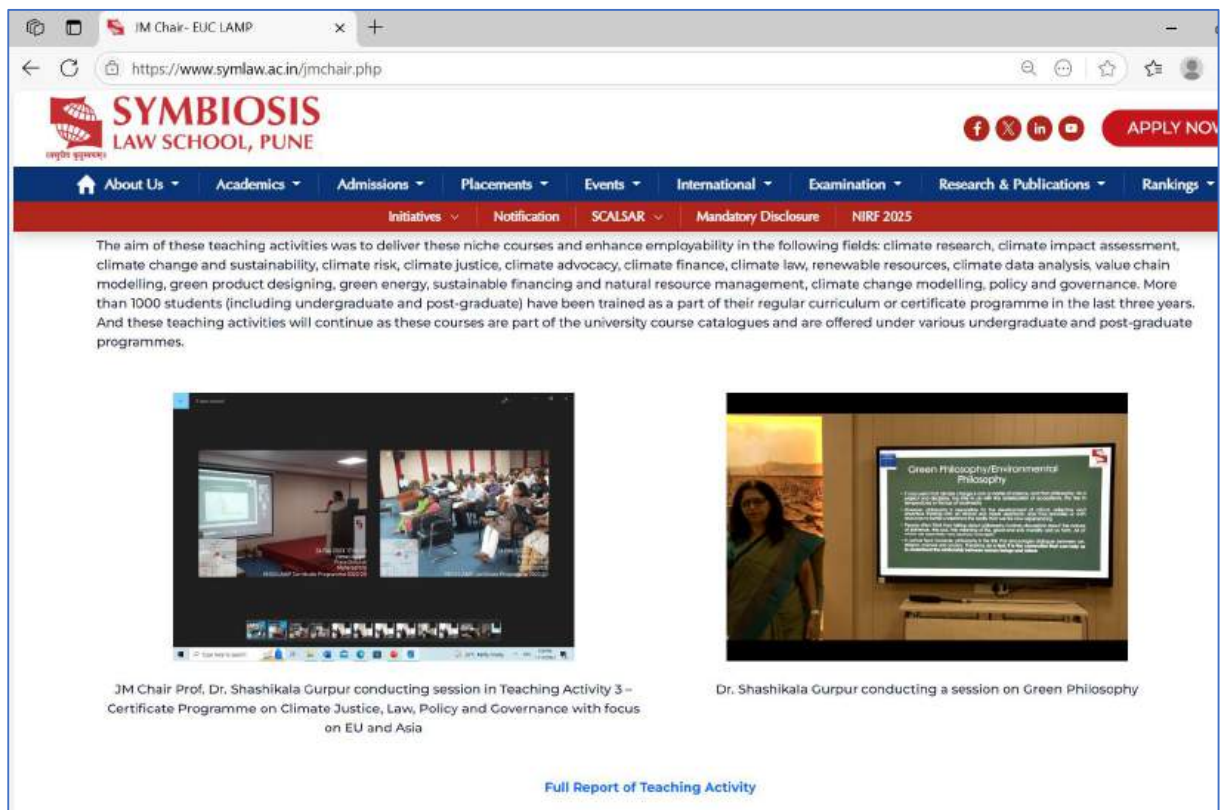 JM Chair- EUC LAMP
https://www.symlaw.ac.in/jmchair.php
SYMBIOSIS
LAW SCHOOL, PUNE
APPLY NOW
About Us Academics Admissions Placements Events International Examination Research & Publications Rankings
Initiatives Notification SCALSAR Mandatory Disclosure NIRF 2025
The aim of these teaching activities was to deliver these niche courses and enhance employability in the following fields: climate research, climate impact assessment,
climate change and sustainability, climate risk, climate justice, climate advocacy, climate finance, climate law, renewable resources, climate data analysis, value chain
modelling, green product designing, green energy, sustainable financing and natural resource management, climate change modelling, policy and governance. More
than 1000 students (including undergraduate and post-graduate) have been trained as a part of their regular curriculum or certificate programme in the last three years.
And these teaching activities will continue as these courses are part of the university course catalogues and are offered under various undergraduate and post-graduate
programmes.
Green Philosophy/Environmental
Philosophy
JM Chair Prof. Dr. Shashikala Gurpur conducting session in Teaching Activity 3 –
Certificate Programme on Climate Justice, Law, Policy and Governance with focus
on EU and Asia
Dr. Shashikala Gurpur conducting a session on Green Philosophy
Full Report of Teaching Activity